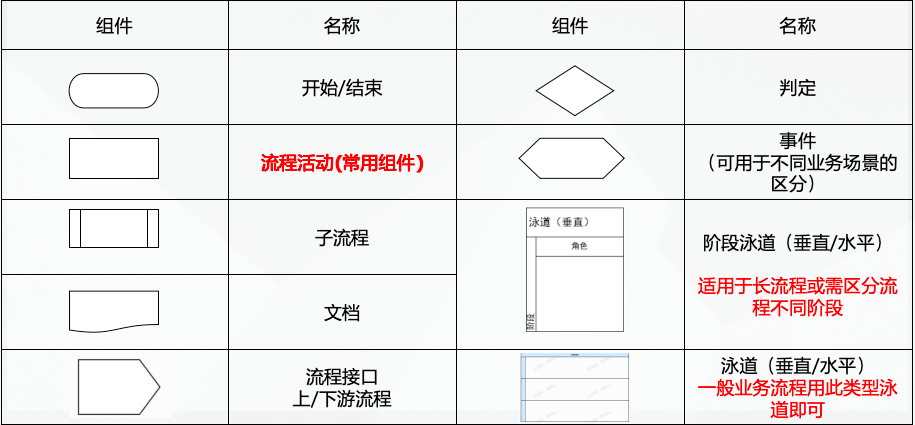 组件 名称 组件 名称
开始/结束 判定
流程活动(常用组件) 事件
（可用于不同业务场景的
区分）
子流程
泳道（垂直）
角色
阶段
阶段泳道（垂直/水平）
适用于长流程或需区分流
程不同阶段
文档
流程接口
上/下游流程
泳道（垂直/水平）
一般业务流程用此类型泳
道即可